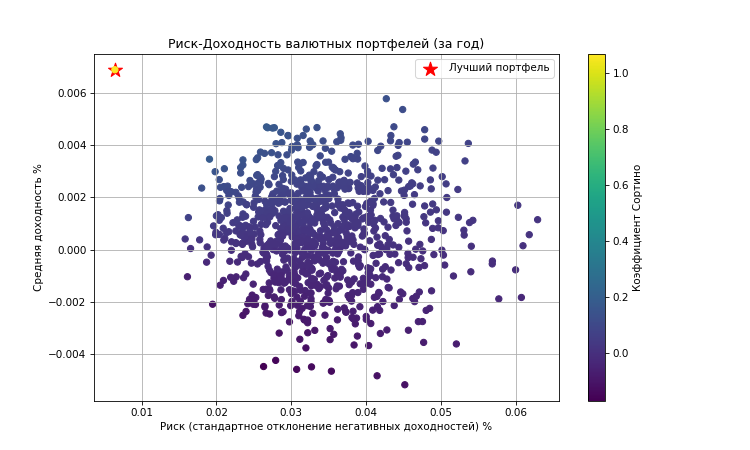 Риск-Доходность валютных портфелей (за год)
Лучший портфель
Средняя доходность %
0.006
0.004
0.002
0.000
−0.002
−0.004
0.01 0.02 0.03 0.04 0.05 0.06
Риск (стандартное отклонение негативных доходностей) %
1.0
0.8
0.6
0.4
0.2
0.0
Коэффициент Сортино